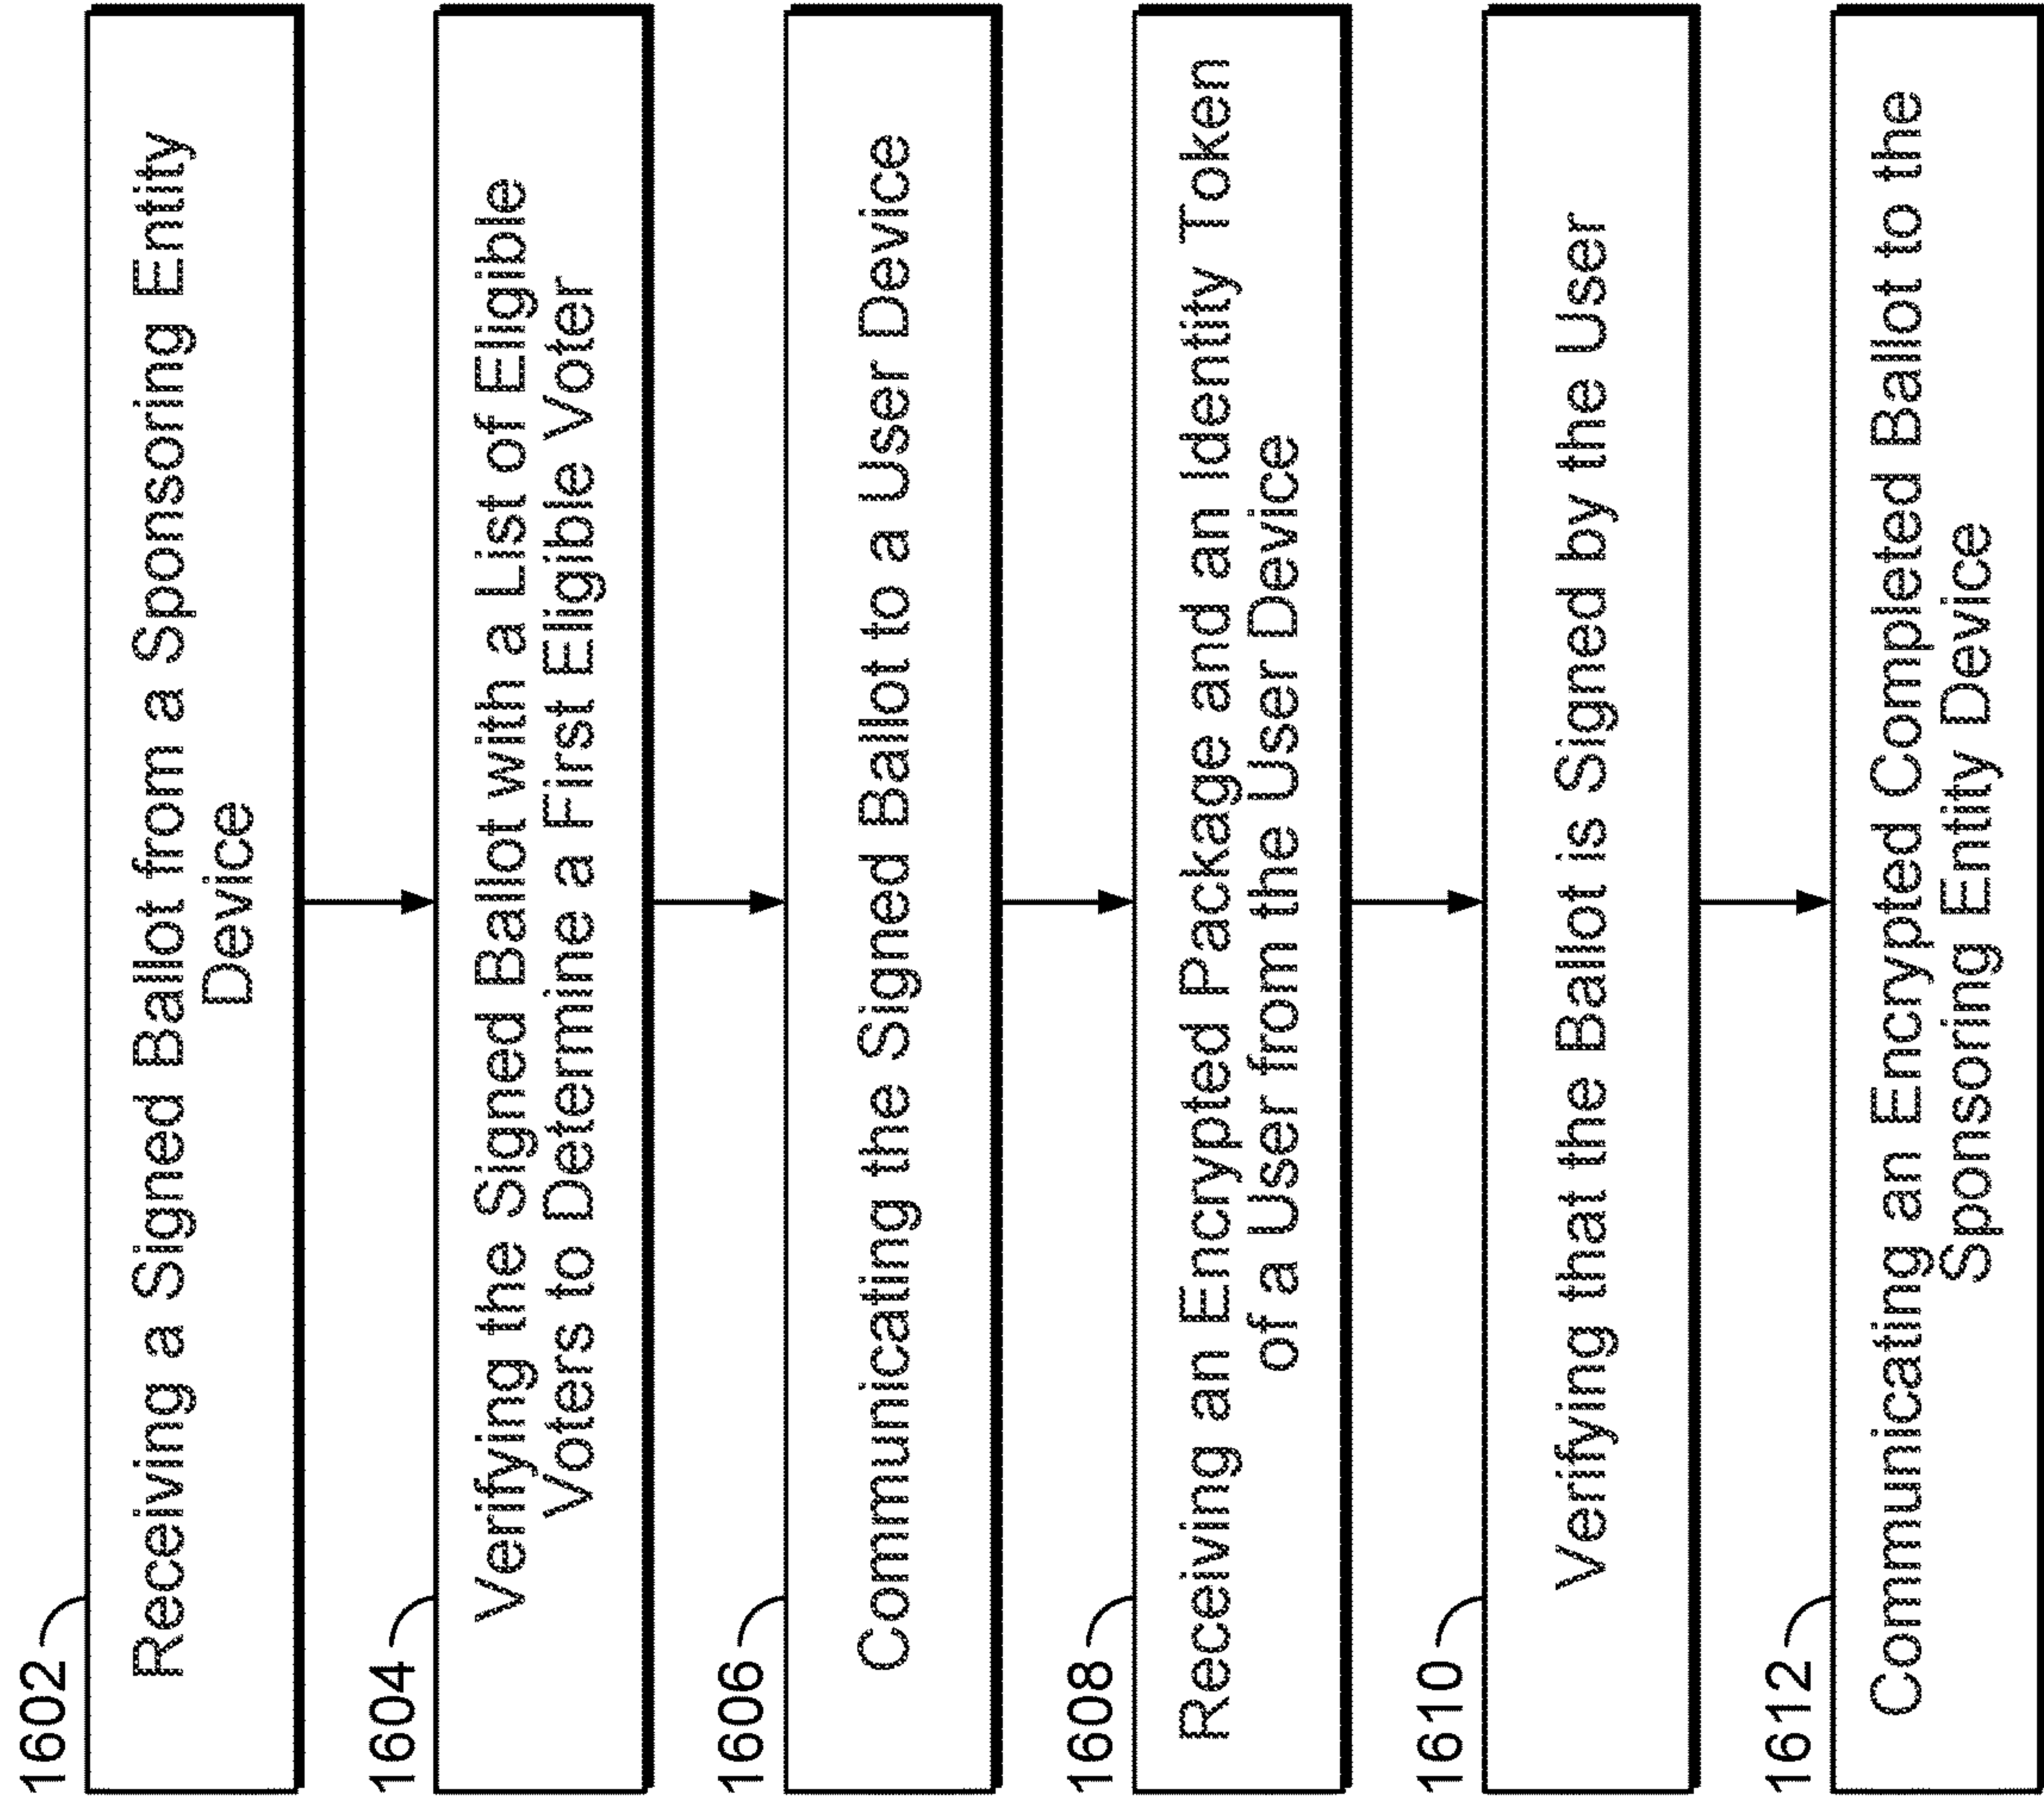 1602
Receiving a Signed Ballot from a Sponsoring Entity
Device
1604
Verifying the Signed Ballot with a List of Eligible
Voters to Determine a First Eligible Voter
1606
Communicating the Signed Ballot to a User Device
1608
Receiving an Encrypted Package and an Identity Token
of a User from the User Device
1610
Verifying that the Ballot is Signed by the User
1612
Communicating an Encrypted Completed Ballot to the
Sponsoring Entity Device